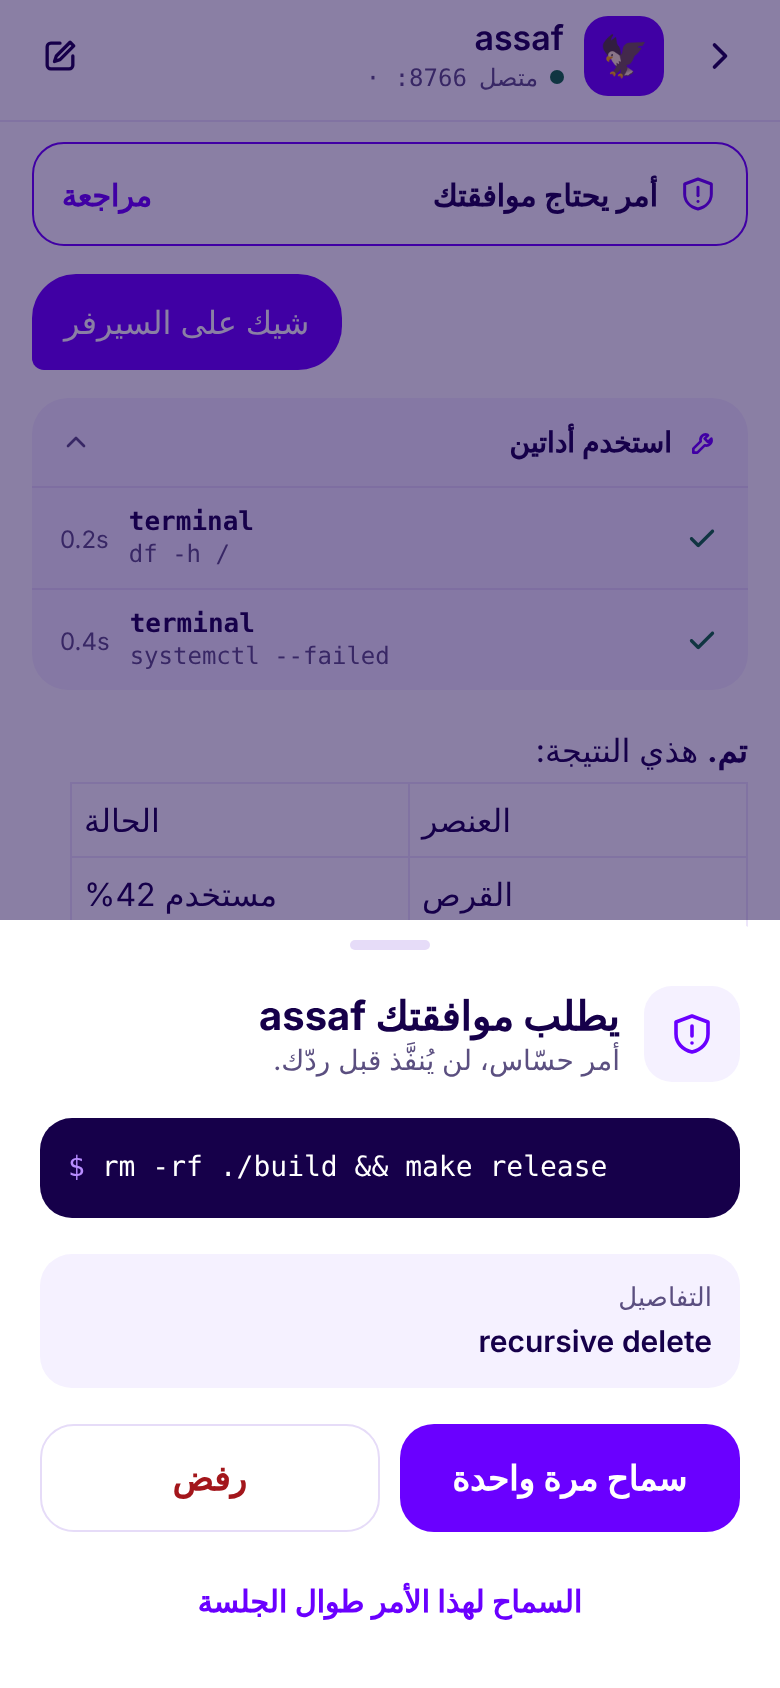 assaf
متصل :8766 ·
أمر يحتاج موافقتك
مراجعة
شيك على السيرفر
استخدم أداتين
terminal
df -h /
0.2s
terminal
systemctl --failed
0.4s
تم. هذي النتيجة:
العنصر الحالة
القرص مستخدم 42%
يطلب موافقتك assaf
أمر حسّاس، لن يُنفَّذ قبل ردّك.
$ rm -rf ./build && make release
التفاصيل
recursive delete
سماح مرة واحدة
رفض
السماح لهذا الأمر طوال الجلسة